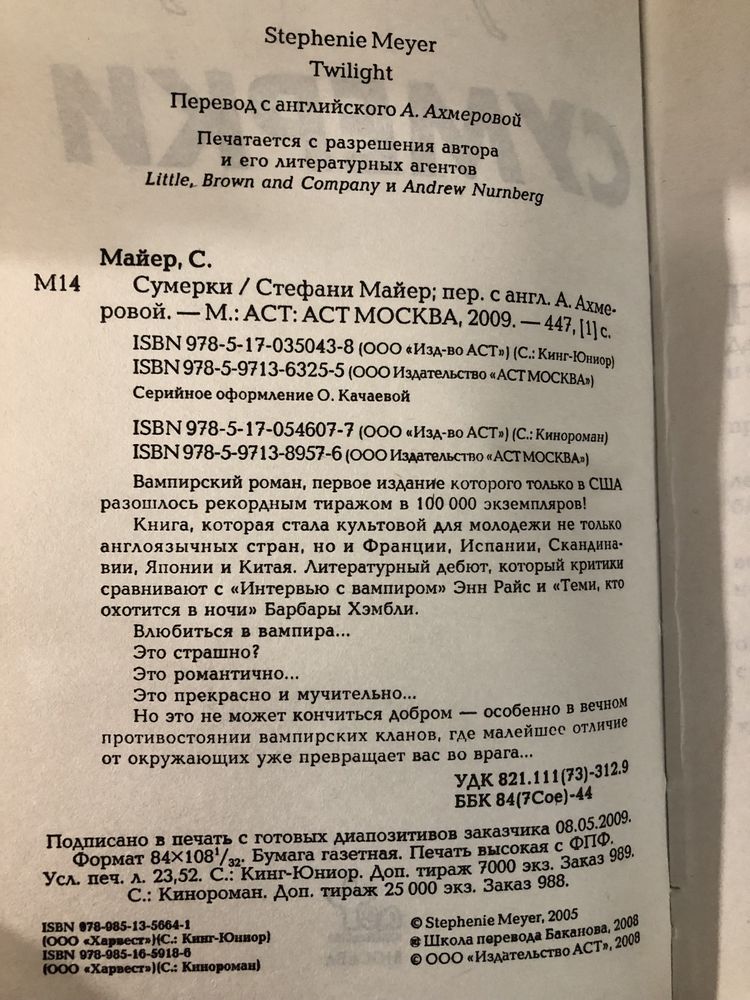 Stephenie Meyer
Twilight
Перевод с английского А. Ахмеровой
Печатается с разрешения автора
и его литературных агентов
Little, Brown and Company и Andrew Nurnberg
Майер, С.
М14 Сумерки / Стефани Майер; пер. с англ. А. Ахме-
ровой. — М.: АСТ: АСТ МОСКВА, 2009. — 447, [1] с.
ISBN 978-5-17-035043-8 (ООО «Изд-во АСТ») (С.: Кинг-Юниор)
ISBN 978-5-9713-6325-5 (ООО Издательство «АСТ МОСКВА»)
Серийное оформление О. Качаевой
ISBN 978-5-17-054607-7 (ООО «Изд-во АСТ») (С.: Кинороман)
ISBN 978-5-9713-8957-6 (ООО Издательство «АСТ МОСКВА»)
Вампирский роман, первое издание которого только в США
разошлось рекордным тиражом в 100 000 экземпляров!
Книга, которая стала культовой для молодежи не только
англоязычных стран, но и Франции, Испании, Скандина-
вии, Японии и Китая. Литературный дебют, который критики
сравнивают с «Интервью с вампиром» Энн Райс и «Теми, кто
охотится в ночи» Барбары Хэмбли.
Влюбиться в вампира...
Это страшно?
Это романтично...
Это прекрасно и мучительно...
Но это не может кончиться добром — особенно в вечном
противостоянии вампирских кланов, где малейшее отличие
от окружающих уже превращает вас во врага...
УДК 821.111(73)-312.9
ББК 84(7Сое)-44
Подписано в печать с готовых диапозитивов заказчика 08.05.2009.
Формат 84×108¹/₃₂. Бумага газетная. Печать высокая с ФПФ.
Усл. печ. л. 23,52. С.: Кинг-Юниор. Доп. тираж 7000 экз. Заказ 989.
С.: Кинороман. Доп. тираж 25 000 экз. Заказ 988.
ISBN 978-985-13-5664-1
(ООО «Харвест»)(С.: Кинг-Юниор)
ISBN 978-985-16-5918-6
(ООО «Харвест»)(С.: Кинороман)
© Stephenie Meyer, 2005
© Школа перевода Баканова, 2008
© ООО «Издательство АСТ», 2008